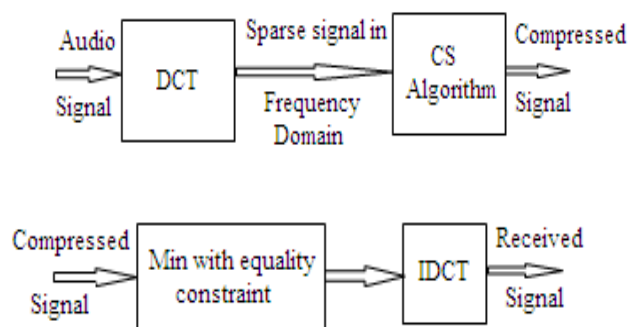 Audio
Signal
DCT
Sparse signal in
Frequency
Domain
CS
Algorithm
Compressed
Signal
Compressed
Signal
Min with equality
constraint
IDCT
Received
Signal